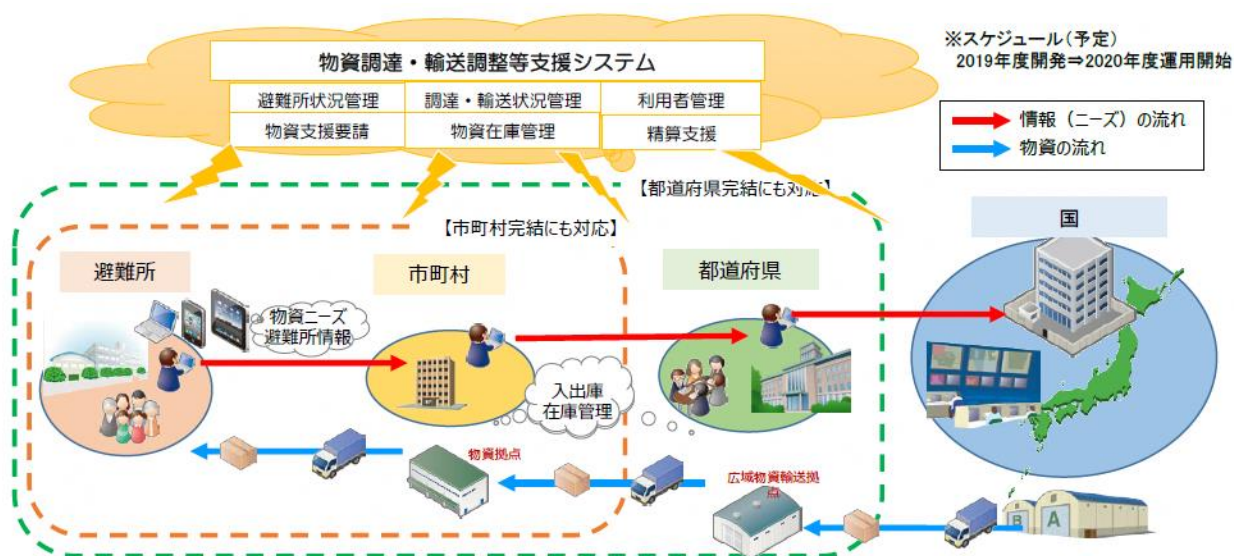 物資調達・輸送調整等支援システム
避難所状況管理
調達・輸送状況管理
利用者管理
物資支援要請
物資在庫管理
精算支援
※スケジュール(予定)
2019年度開発⇒2020年度運用開始
情報(ニーズ)の流れ
物資の流れ
【都道府県完結にも対応】
【市町村完結にも対応】
避難所
市町村
都道府県
国
物資ニーズ
避難所情報
入出庫
在庫管理
物資拠点
広域物資輸送拠
点
B
A